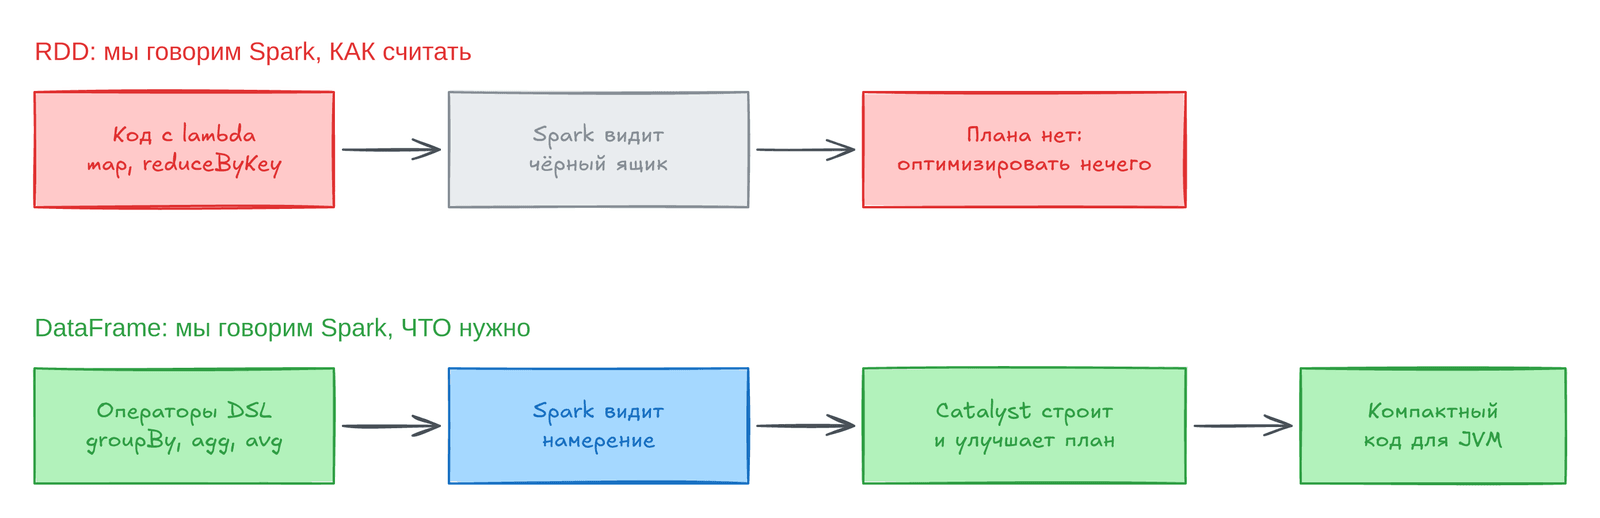 RDD: мы говорим Spark, КАК считать
Код с lambda
map, reduceByKey
Spark видит
чёрный ящик
Плана нет:
оптимизировать нечего
DataFrame: мы говорим Spark, ЧТО нужно
Операторы DSL
groupBy, agg, avg
Spark видит
намерение
Catalyst строит
и улучшает план
Компактный
код для JVM